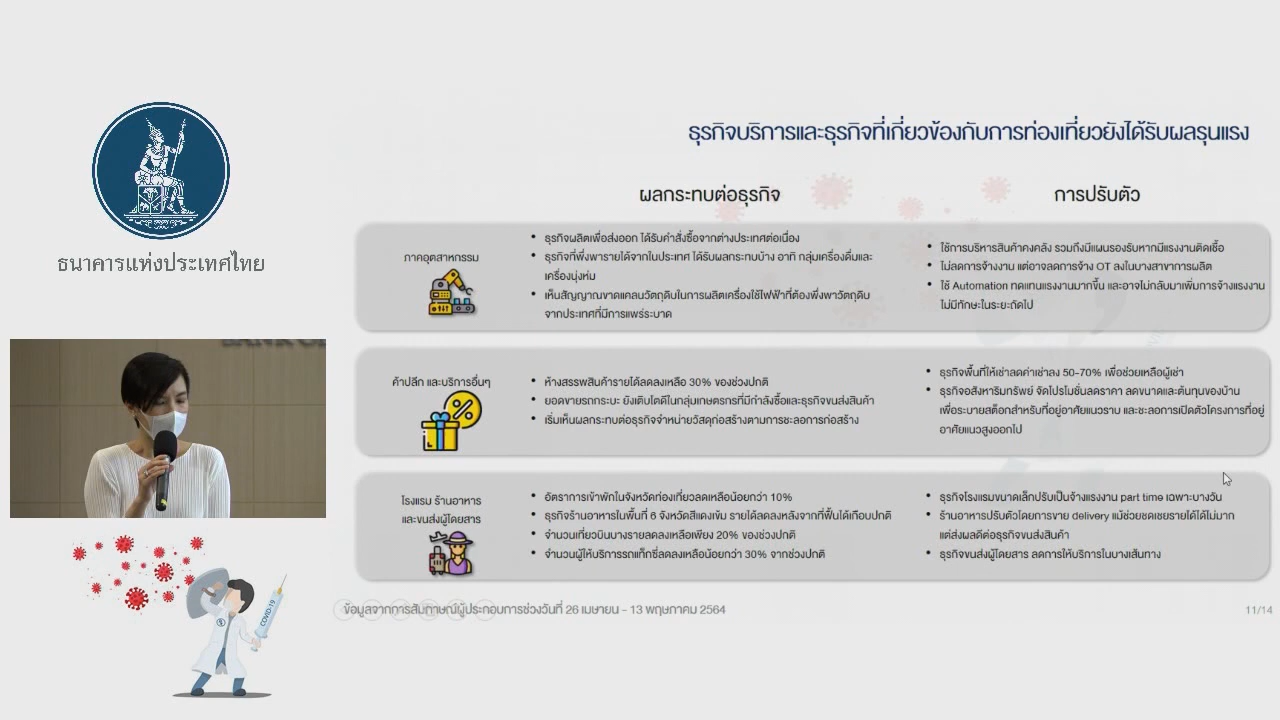 ธนาคารแห่งประเทศไทย
ธุรกิจบริการและธุรกิจที่เกี่ยวข้องกับการท่องเที่ยวยังได้รับผลรุนแรง
ผลกระทบต่อธุรกิจ
การปรับตัว
ภาคอุตสาหกรรม
• ธุรกิจผลิตเพื่อส่งออก ได้รับคำสั่งซื้อจากต่างประเทศต่อเนื่อง
• ธุรกิจที่พึ่งพารายได้จากในประเทศ ได้รับผลกระทบบ้าง อาทิ กลุ่มเครื่องดื่มและ
เครื่องนุ่งห่ม
• เห็นสัญญาณขาดแคลนวัตถุดิบในการผลิตเครื่องใช้ไฟฟ้าที่ต้องพึ่งพาวัตถุดิบ
จากประเทศที่มีการแพร่ระบาด
• ใช้การบริหารสินค้าคงคลัง รวมถึงมีแผนรองรับหากมีแรงงานติดเชื้อ
• ไม่ลดการจ้างงาน แต่อาจลดการจ้าง OT ลงในบางสาขาการผลิต
• ใช้ Automation ทดแทนแรงงานมากขึ้น และอาจไม่กลับมาเพิ่มการจ้างแรงงาน
ไม่มีทักษะในระยะถัดไป
ค้าปลีก และบริการอื่นๆ
• ห้างสรรพสินค้ารายได้ลดลงเหลือ 30% ของช่วงปกติ
• ยอดขายรถกระบะ ยังเติบโตดีในกลุ่มเกษตรกรที่มีกำลังซื้อและธุรกิจขนส่งสินค้า
• เริ่มเห็นผลกระทบต่อธุรกิจจำหน่ายวัสดุก่อสร้างตามการชะลอการก่อสร้าง
• ธุรกิจพื้นที่ให้เช่าลดค่าเช่าลง 50-70% เพื่อช่วยเหลือผู้เช่า
• ธุรกิจอสังหาริมทรัพย์ จัดโปรโมชั่นลดราคา ลดขนาดและต้นทุนของบ้าน
เพื่อระบายสต็อกสำหรับที่อยู่อาศัยแนวราบ และชะลอการเปิดตัวโครงการที่อยู่
อาศัยแนวสูงออกไป
โรงแรม ร้านอาหาร
และขนส่งผู้โดยสาร
• อัตราการเข้าพักในจังหวัดท่องเที่ยวลดเหลือน้อยกว่า 10%
• ธุรกิจร้านอาหารในพื้นที่ 6 จังหวัดสีแดงเข้ม รายได้ลดลงหลังจากที่ฟื้นได้เกือบปกติ
• จำนวนเที่ยวบินบางรายลดลงเหลือเพียง 20% ของช่วงปกติ
• จำนวนผู้ให้บริการรถแท็กซี่ลดลงเหลือน้อยกว่า 30% จากช่วงปกติ
• ธุรกิจโรงแรมขนาดเล็กปรับเป็นจ้างแรงงาน part time เฉพาะบางวัน
• ร้านอาหารปรับตัวโดยการขาย delivery แม้ช่วยชดเชยรายได้ได้ไม่มาก
แต่ส่งผลดีต่อธุรกิจขนส่งสินค้า
• ธุรกิจขนส่งผู้โดยสาร ลดการให้บริการในบางเส้นทาง
COVID-19
ข้อมูลจากการสัมภาษณ์ผู้ประกอบการช่วงวันที่ 26 เมษายน - 13 พฤษภาคม 2564
11/14